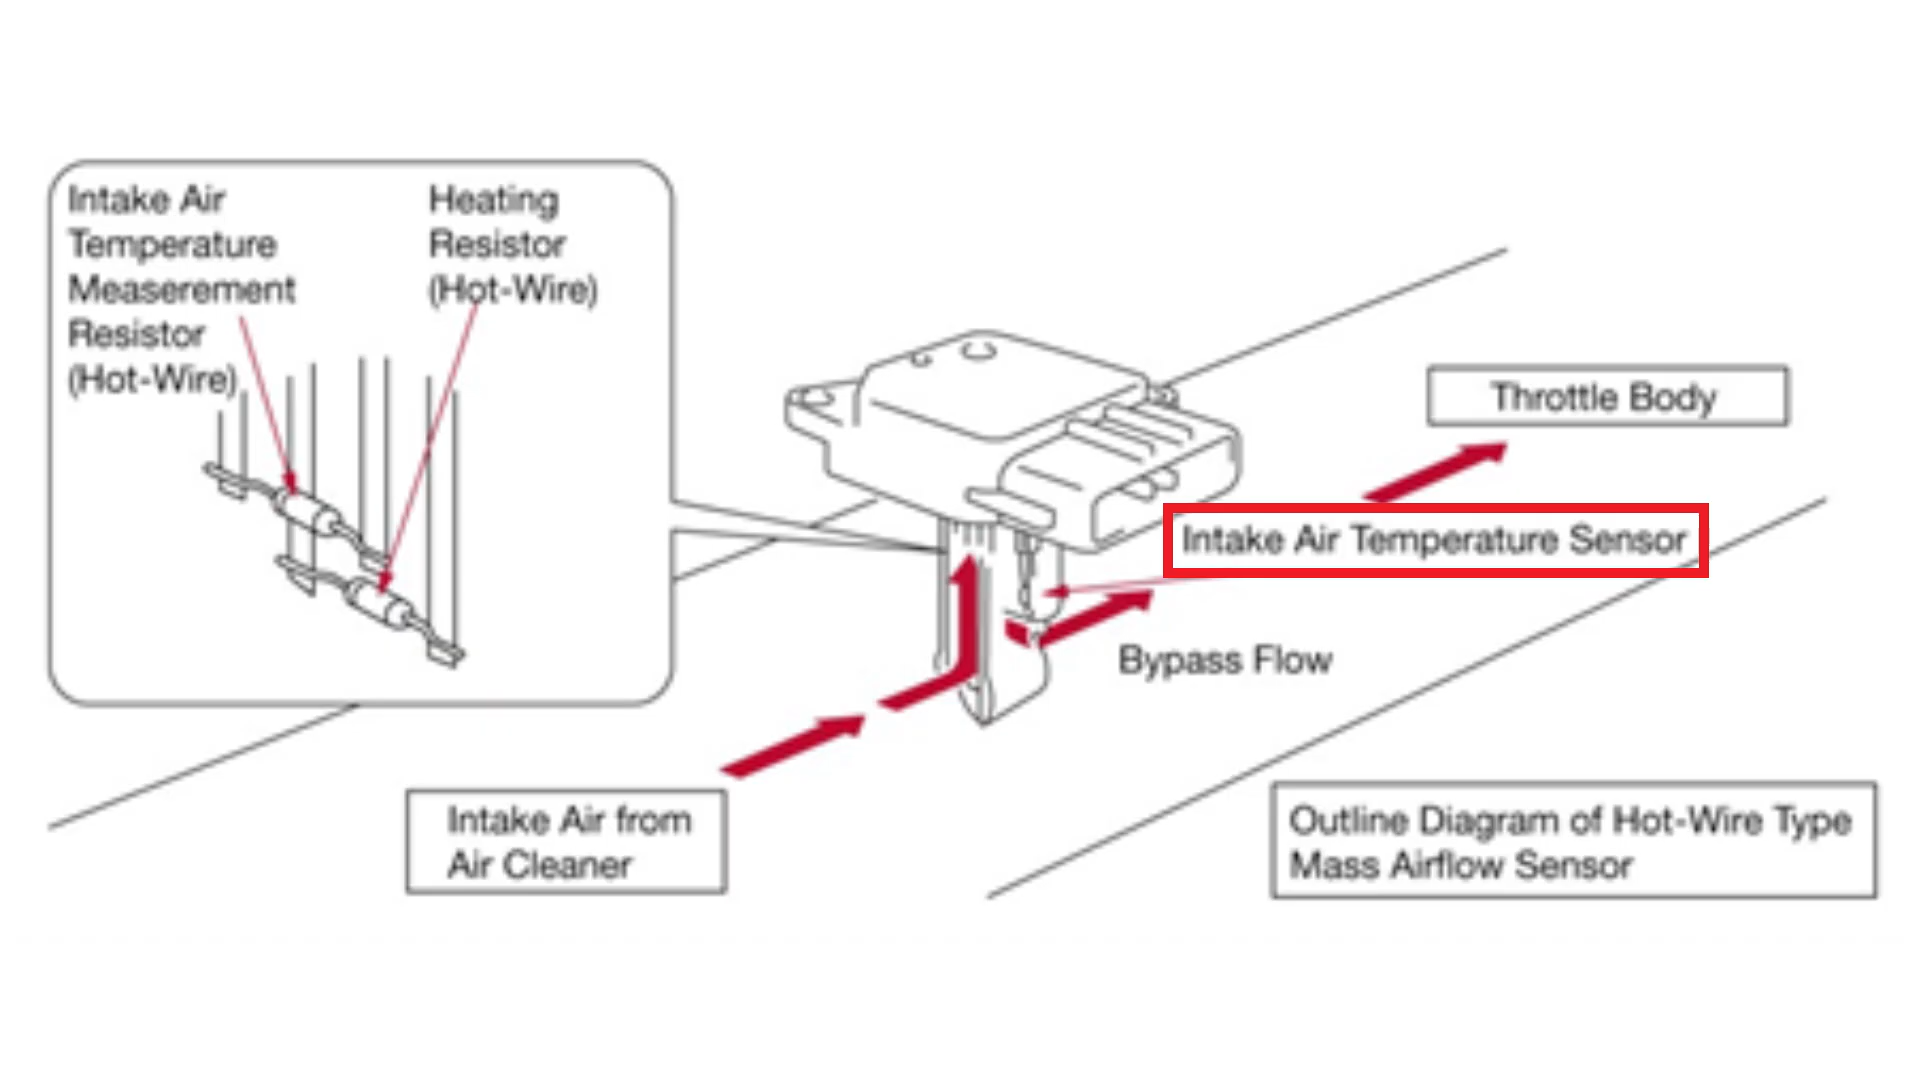 Intake Air
Temperature
Measerement
Resistor
(Hot-Wire)
Heating
Resistor
(Hot-Wire)
Throttle Body
Intake Air Temperature Sensor
Bypass Flow
Intake Air from
Air Cleaner
Outline Diagram of Hot-Wire Type
Mass Airflow Sensor